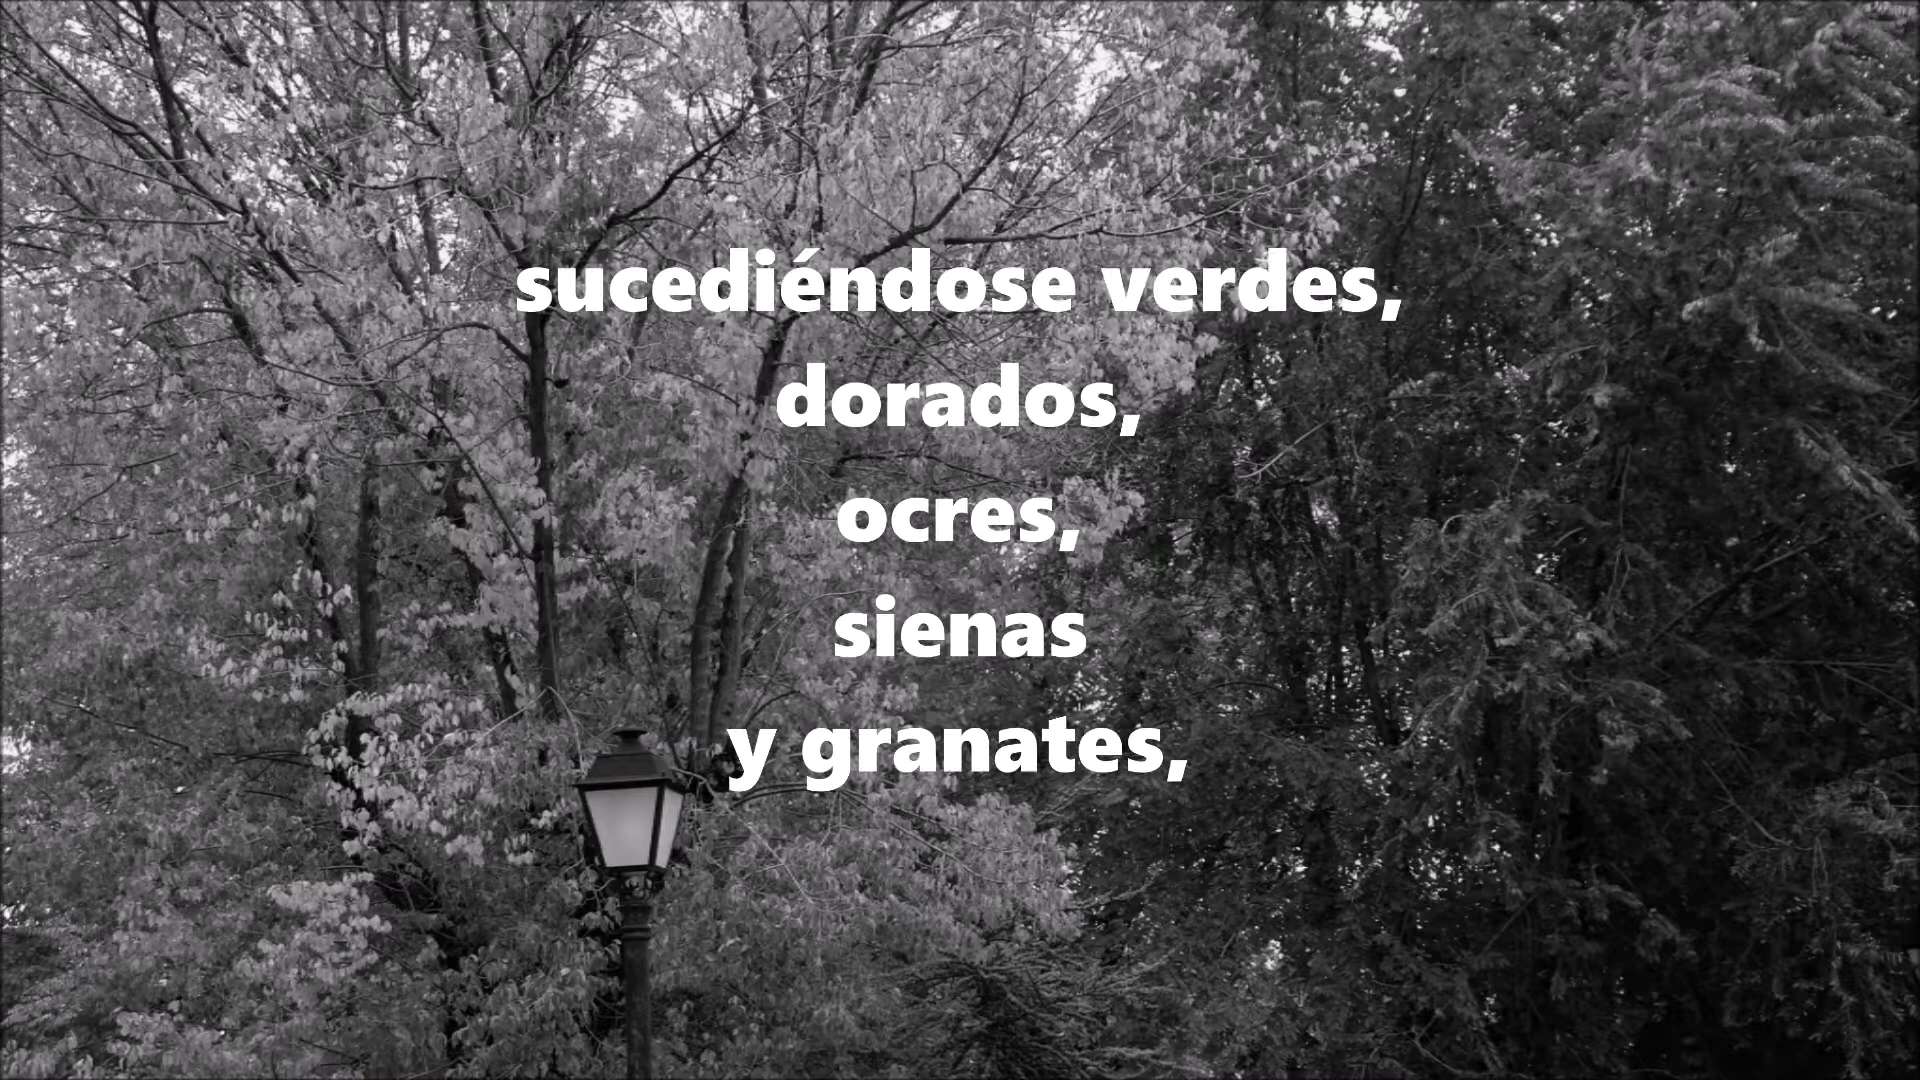 sucediéndose verdes,
dorados,
ocres,
sienas
y granates,